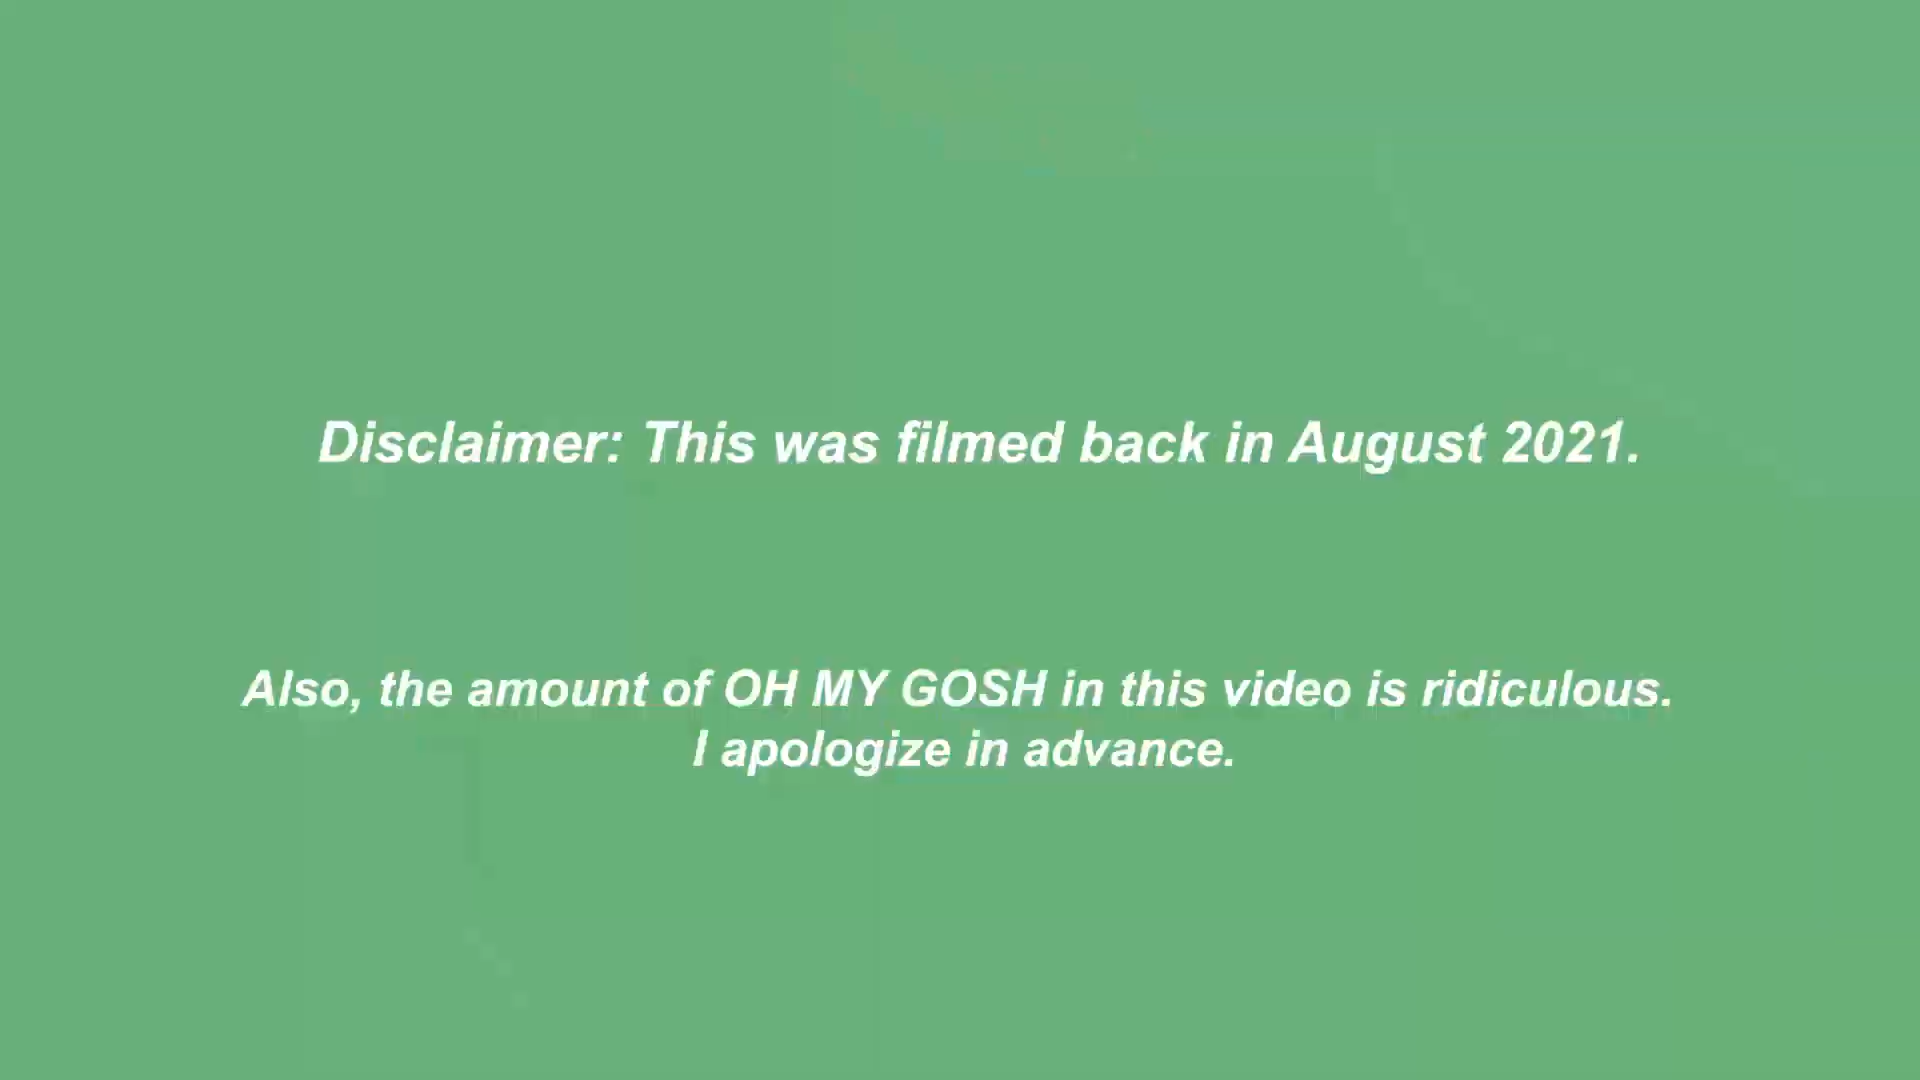 Disclaimer: This was filmed back in August 2021.
Also, the amount of OH MY GOSH in this video is ridiculous.
I apologize in advance.